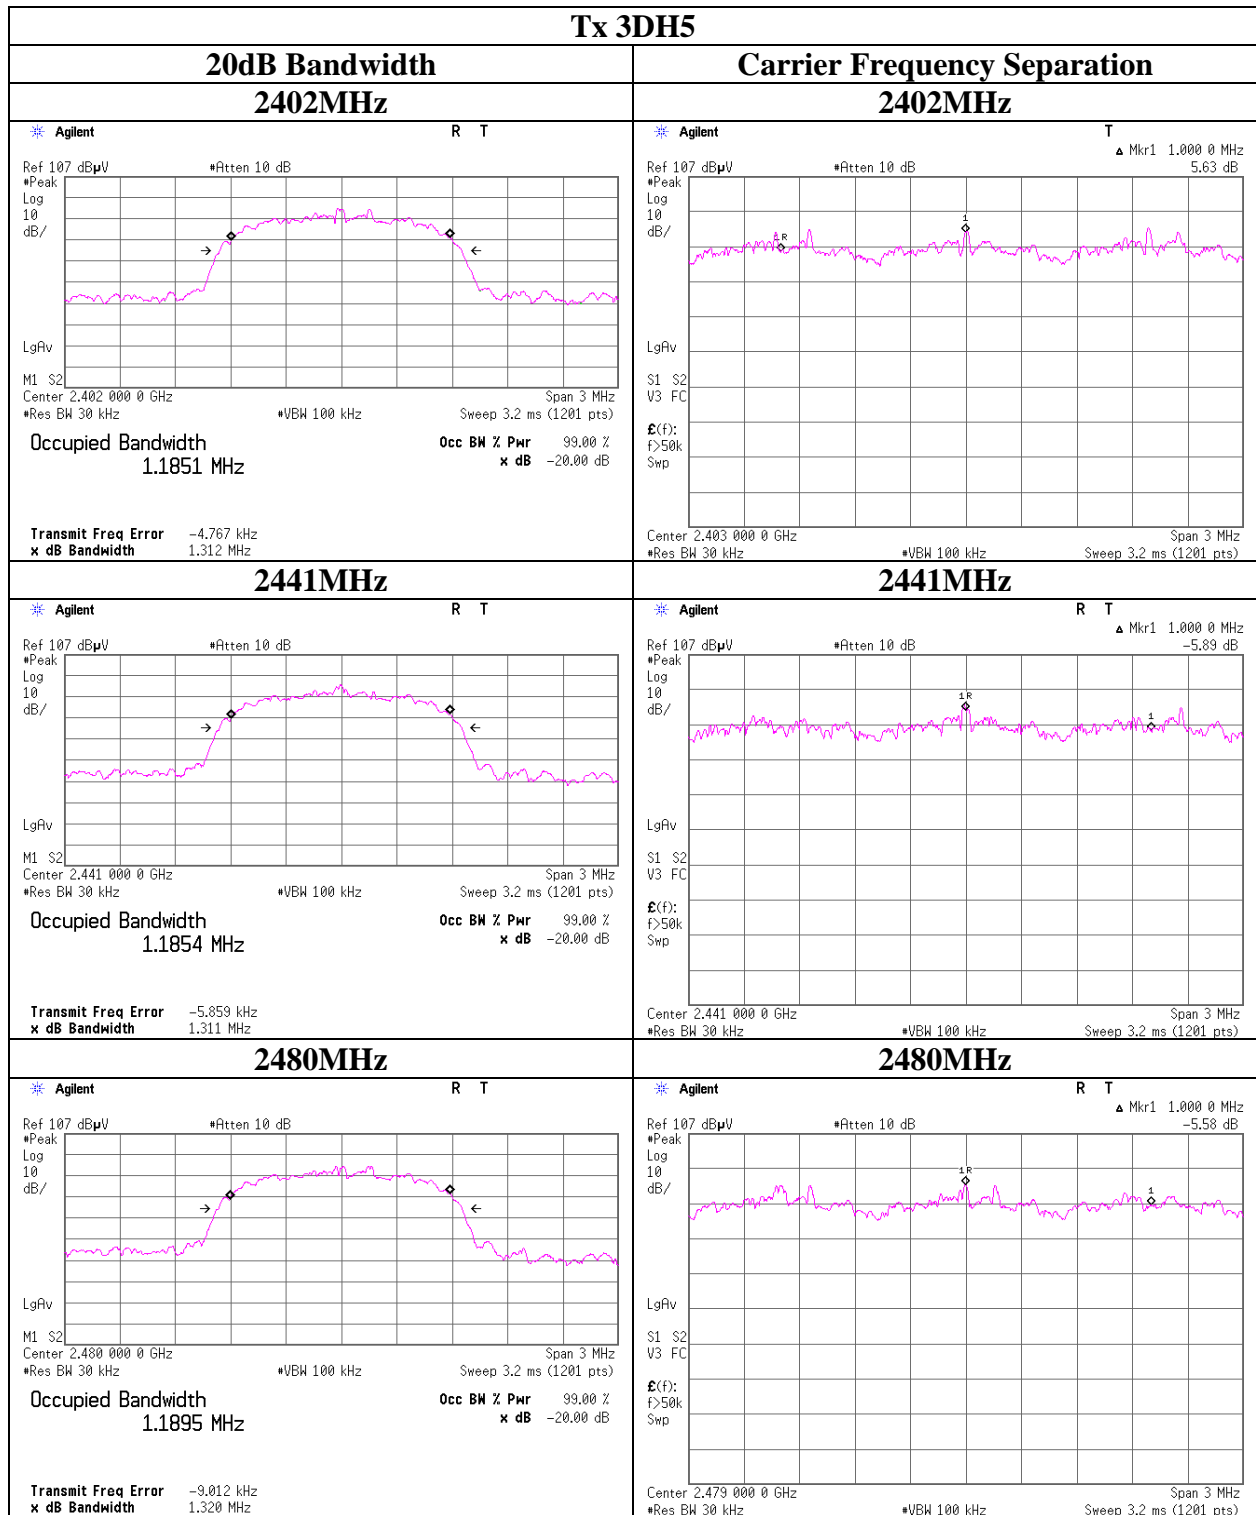 Tx 3DH5
20dB Bandwidth
Carrier Frequency Separation
2402MHz
2402MHz
Agilent
R T
Ref 107 dBµV
#Atten 10 dB
#Peak
Log
10
dB/
LgAv
M1 S2
Center 2.402 000 0 GHz
Span 3 MHz
#Res BW 30 kHz
#VBW 100 kHz
Sweep 3.2 ms (1201 pts)
Occupied Bandwidth
1.1851 MHz
Occ BW % Pwr 99.00 %
x dB -20.00 dB
Transmit Freq Error -4.767 kHz
x dB Bandwidth 1.312 MHz
Agilent
T
Δ Mkr1 1.000 0 MHz
Ref 107 dBµV
#Atten 10 dB
5.63 dB
#Peak
Log
10
dB/
1
1R
LgAv
S1 S2
V3 FC
£(f):
f>50k
Swp
Center 2.403 000 0 GHz
Span 3 MHz
#Res BW 30 kHz
#VBW 100 kHz
Sweep 3.2 ms (1201 pts)
2441MHz
2441MHz
Agilent
R T
Ref 107 dBµV
#Atten 10 dB
#Peak
Log
10
dB/
LgAv
M1 S2
Center 2.441 000 0 GHz
Span 3 MHz
#Res BW 30 kHz
#VBW 100 kHz
Sweep 3.2 ms (1201 pts)
Occupied Bandwidth
1.1854 MHz
Occ BW % Pwr 99.00 %
x dB -20.00 dB
Transmit Freq Error -5.859 kHz
x dB Bandwidth 1.311 MHz
Agilent
R T
Δ Mkr1 1.000 0 MHz
Ref 107 dBµV
#Atten 10 dB
-5.89 dB
#Peak
Log
10
dB/
1R
1
LgAv
S1 S2
V3 FC
£(f):
f>50k
Swp
Center 2.441 000 0 GHz
Span 3 MHz
#Res BW 30 kHz
#VBW 100 kHz
Sweep 3.2 ms (1201 pts)
2480MHz
2480MHz
Agilent
R T
Ref 107 dBµV
#Atten 10 dB
#Peak
Log
10
dB/
LgAv
M1 S2
Center 2.480 000 0 GHz
Span 3 MHz
#Res BW 30 kHz
#VBW 100 kHz
Sweep 3.2 ms (1201 pts)
Occupied Bandwidth
1.1895 MHz
Occ BW % Pwr 99.00 %
x dB -20.00 dB
Transmit Freq Error -9.012 kHz
x dB Bandwidth 1.320 MHz
Agilent
R T
Δ Mkr1 1.000 0 MHz
Ref 107 dBµV
#Atten 10 dB
-5.58 dB
#Peak
Log
10
dB/
1R
1
LgAv
S1 S2
V3 FC
£(f):
f>50k
Swp
Center 2.479 000 0 GHz
Span 3 MHz
#Res BW 30 kHz
#VBW 100 kHz
Sweep 3.2 ms (1201 pts)